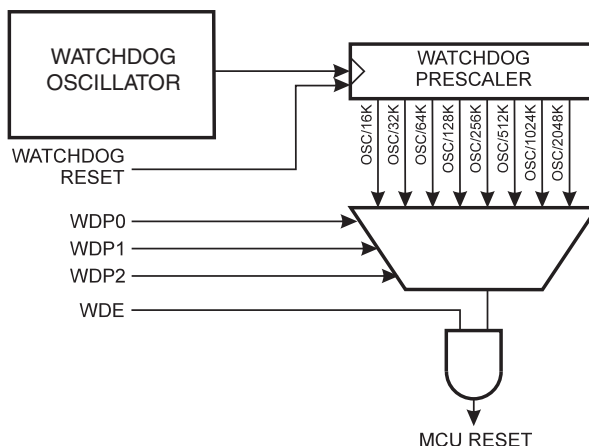 WATCHDOG
OSCILLATOR
WATCHDOG
PRESCALER
WATCHDOG
RESET
OSC/16K
OSC/32K
OSC/64K
OSC/128K
OSC/256K
OSC/512K
OSC/1024K
OSC/2048K
WDP0
WDP1
WDP2
WDE
MCU RESET